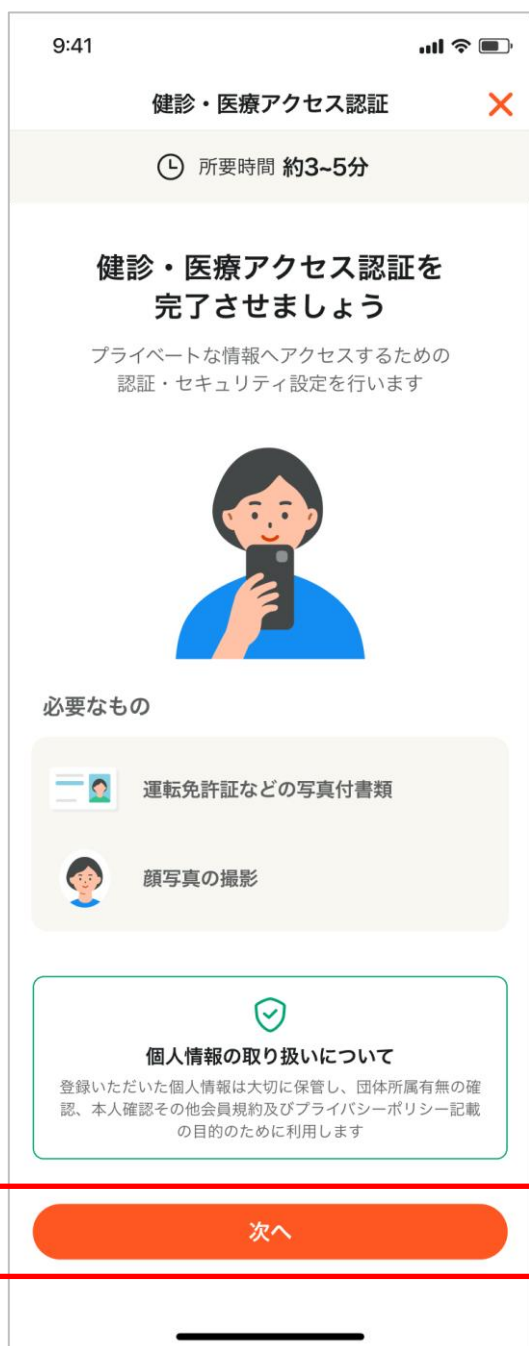 9:41
健診・医療アクセス認証
所要時間 約3~5分
健診・医療アクセス認証を
完了させましょう
プライベートな情報へアクセスするための
認証・セキュリティ設定を行います
必要なもの
運転免許証などの写真付書類
顔写真の撮影
個人情報の取り扱いについて
登録いただいた個人情報は大切に保管し、団体所属有無の確
認、本人確認その他会員規約及びプライバシーポリシー記載
の目的のために利用します
次へ